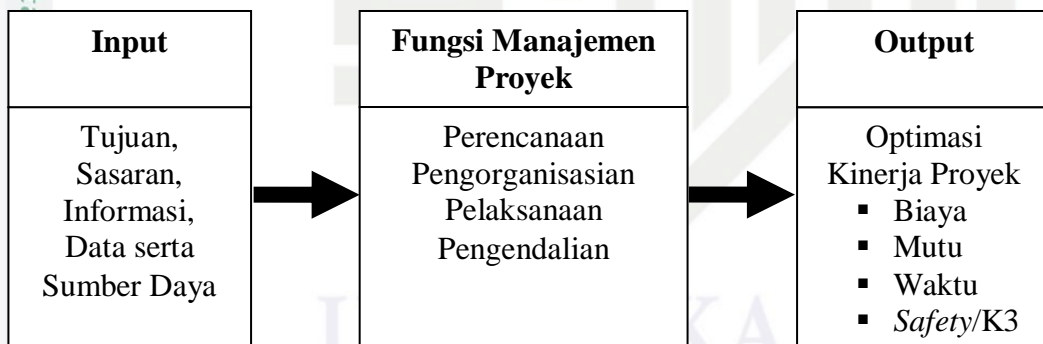 Input
Tujuan,
Sasaran,
Informasi,
Data serta
Sumber Daya
Fungsi Manajemen
Proyek
Perencanaan
Pengorganisasian
Pelaksanaan
Pengendalian
Output
Optimasi
Kinerja Proyek
▪ Biaya
▪ Mutu
▪ Waktu
▪ Safety/K3